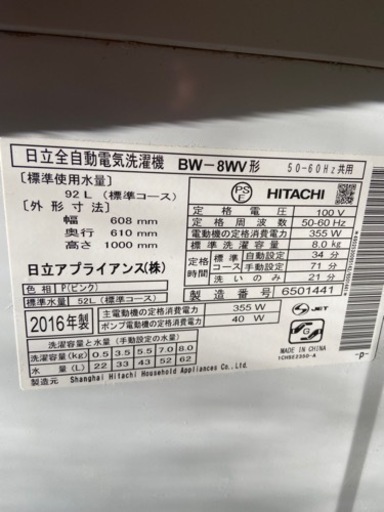 日立全自動電気洗濯機 BW-8WV形 50-60Hz共用
[標準使用水量]
92L (標準コース)
[外形寸法]
幅 608 mm
奥行 610 mm
高さ 1000 mm
日立アプライアンス(株)
色相 P(ピンク)
標準水量 52L (標準コース)
PS E HITACHI
定格電圧 100 V
定格周波数 50-60 Hz
電動機の定格消費電力 355 W
標準洗濯容量 8.0 kg
定格時間 標準 自動設定 34 分
標準 手動設定 71 分
洗濯コース 21 分
製造番号 6501441
2016年製
主電動機の定格消費電力 355 W
ポンプ電動機の定格消費電力 40 W
S JET
洗濯容量と水量 (手動設定の水量)
洗濯容量(kg) 0.5 3.5 5.5 7.0 8.0
水量(L) 22 33 43 52 62
MADE IN CHINA
-p-
製造元 Shanghai Hitachi Household Appliances Co., Ltd.